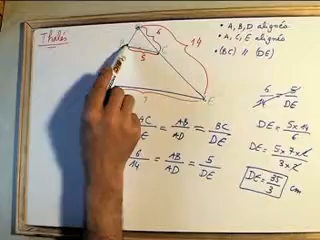 Thalès
A
6
14
C
5
E
?
• A, B, D alignés
• A, C, E alignés
• (BC) // (DE)
AC/E = AB/AD = BC/DE
6/14 = AB/AD = 5/DE
6/14 = 5/DE
DE = 5×14/6
DE = 5×7×2/3×2
DE = 35/3 cm